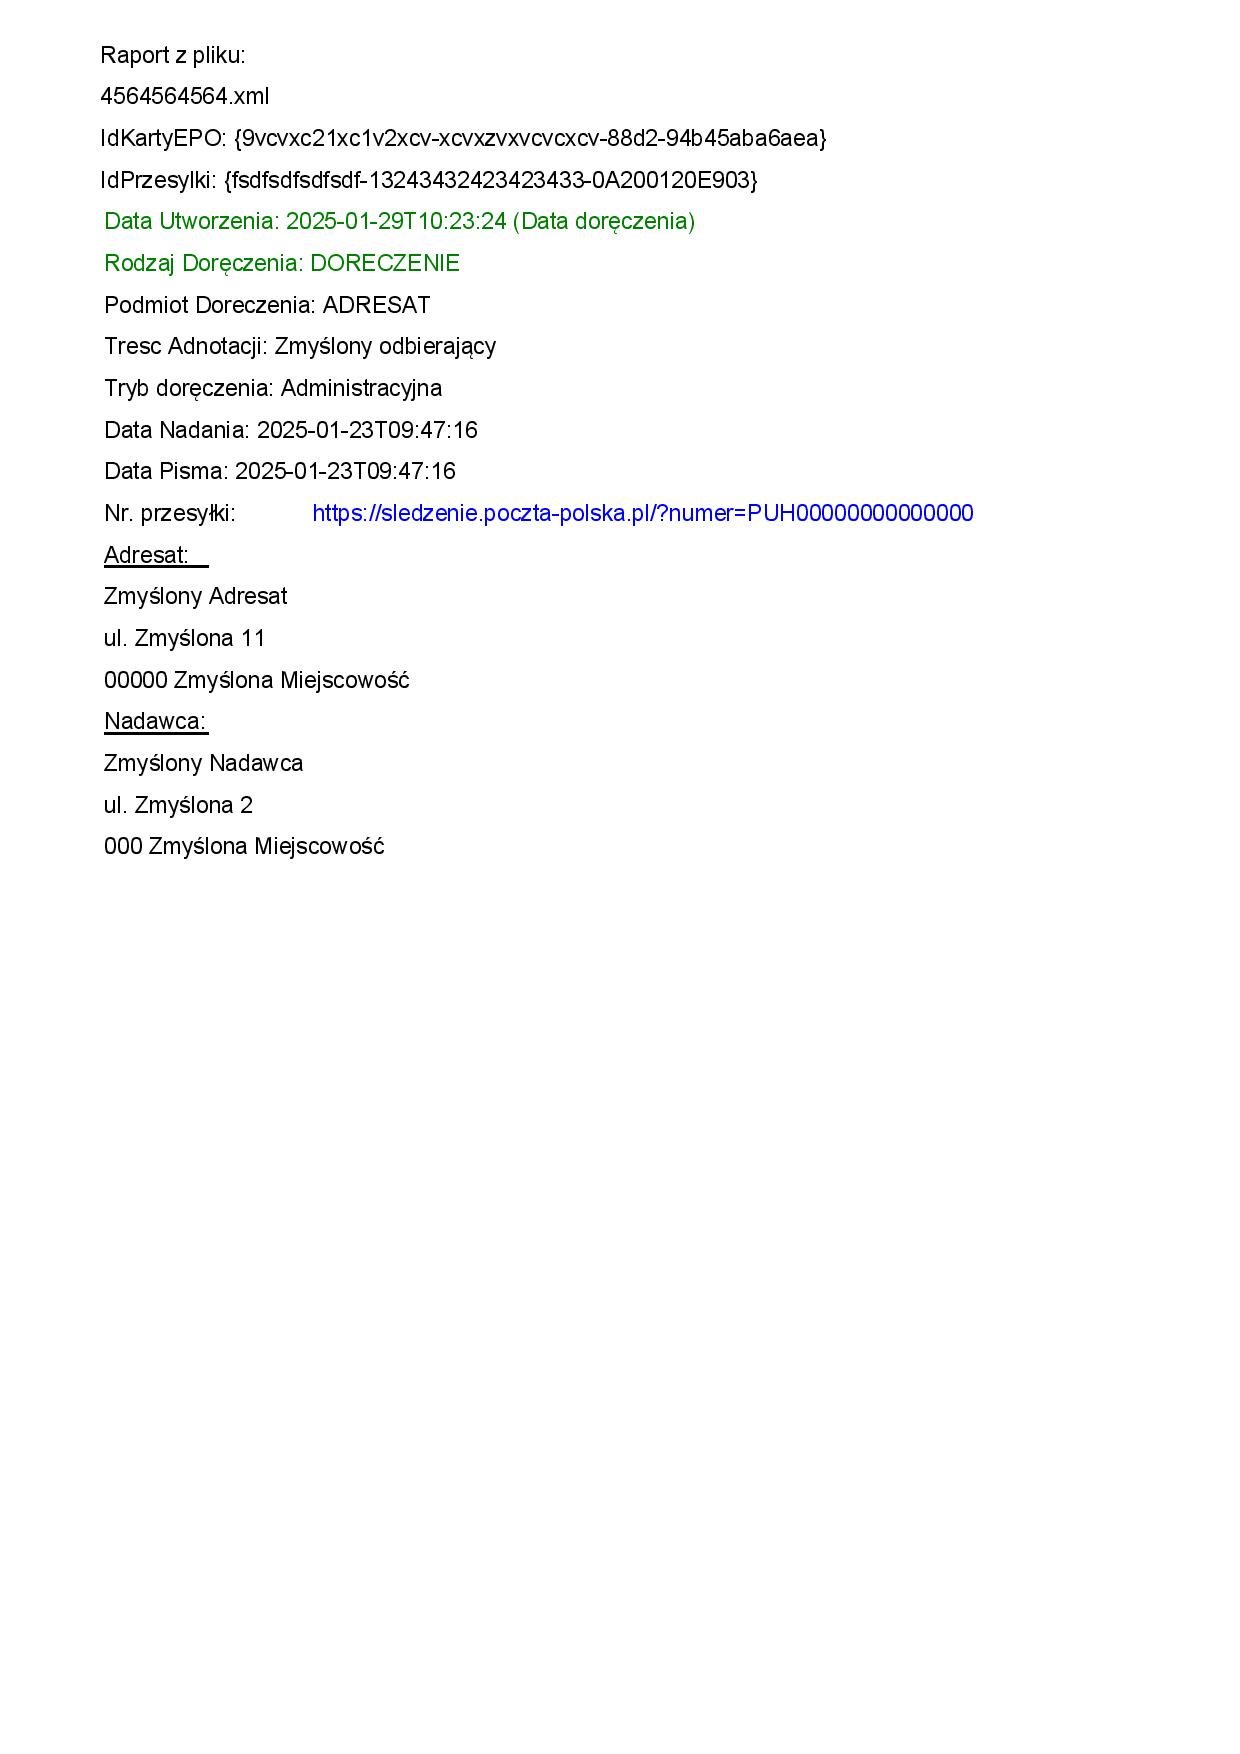 Raport z pliku:
4564564564.xml
IdKartyEPO: {9vcvxc21xc1v2xcv-xcvxzvxvcvcxcv-88d2-94b45aba6aea}
IdPrzesylki: {fsdfsdfsdfsdf-13243432423423433-0A200120E903}
Data Utworzenia: 2025-01-29T10:23:24 (Data doręczenia)
Rodzaj Doręczenia: DORECZENIE
Podmiot Doreczenia: ADRESAT
Tresc Adnotacji: Zmyślony odbierający
Tryb doręczenia: Administracyjna
Data Nadania: 2025-01-23T09:47:16
Data Pisma: 2025-01-23T09:47:16
Nr. przesyłki: https://sledzenie.poczta-polska.pl/?numer=PUH00000000000000
Adresat:
Zmyślony Adresat
ul. Zmyślona 11
00000 Zmyślona Miejscowość
Nadawca:
Zmyślony Nadawca
ul. Zmyślona 2
000 Zmyślona Miejscowość